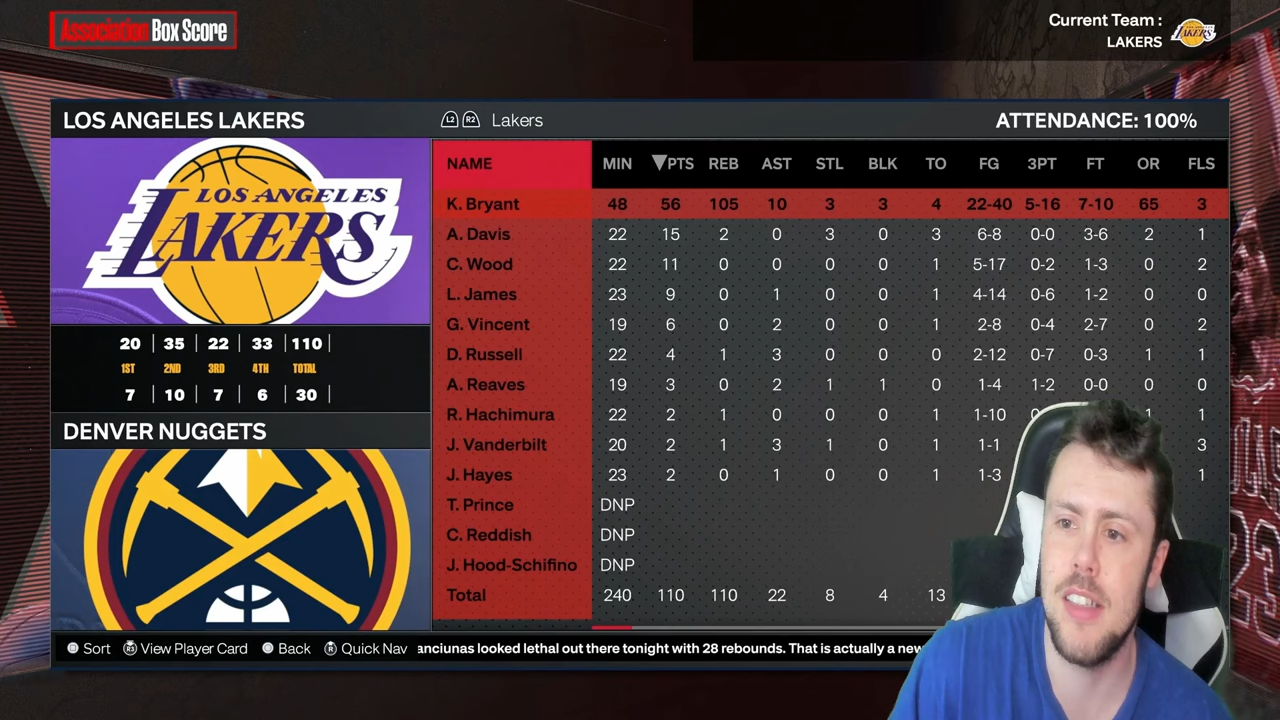 Association Box Score
Current Team :
LAKERS
LAKERS
LOS ANGELES LAKERS
L2 R2 Lakers
ATTENDANCE: 100%
LOS ANGELES
LAKERS
20 35 22 33 110
1ST 2ND 3RD 4TH TOTAL
7 10 7 6 30
DENVER NUGGETS
NAME MIN PTS REB AST STL BLK TO FG 3PT FT OR FLS
K. Bryant 48 56 105 10 3 3 4 22-40 5-16 7-10 65 3
A. Davis 22 15 2 0 3 0 3 6-8 0-0 3-6 2 1
C. Wood 22 11 0 0 0 0 1 5-17 0-2 1-3 0 2
L. James 23 9 0 1 0 0 1 4-14 0-6 1-2 0 0
G. Vincent 19 6 0 2 0 0 1 2-8 0-4 2-7 0 2
D. Russell 22 4 1 3 0 0 0 2-12 0-7 0-3 1 1
A. Reaves 19 3 0 2 1 1 0 1-4 1-2 0-0 0 0
R. Hachimura 22 2 1 0 0 0 1 1-10 1 1
J. Vanderbilt 20 2 1 3 1 0 1 1-1 3
J. Hayes 23 2 0 1 0 0 1 1-3 1
T. Prince DNP
C. Reddish DNP
J. Hood-Schifino DNP
Total 240 110 110 22 8 4 13
Sort View Player Card Back R Quick Nav anciunas looked lethal out there tonight with 28 rebounds. That is actually a new